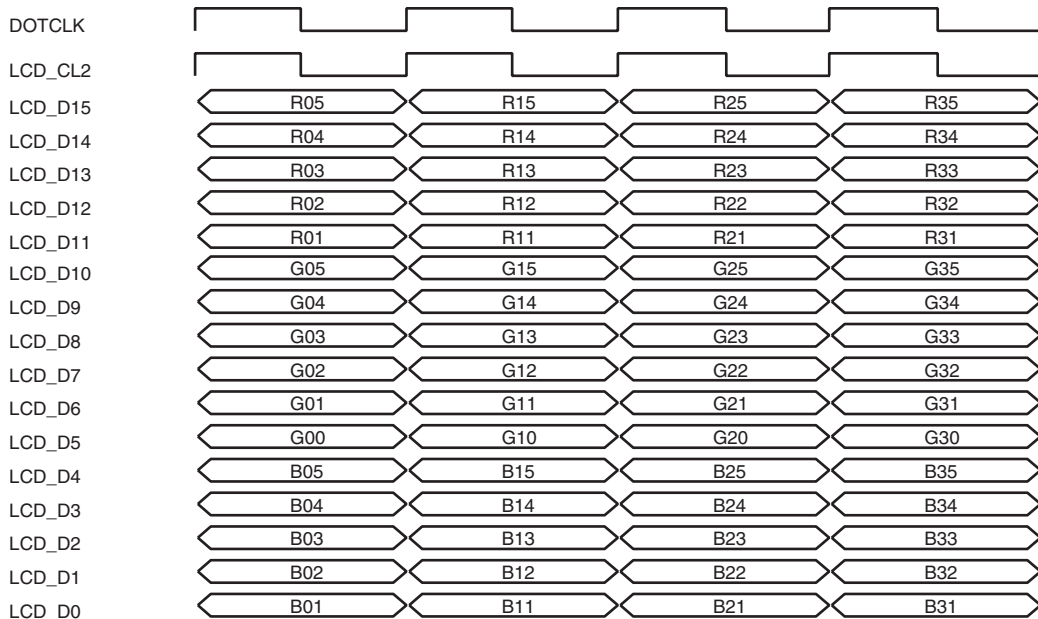 DOTCLK
LCD_CL2
LCD_D15 R05 R15 R25 R35
LCD_D14 R04 R14 R24 R34
LCD_D13 R03 R13 R23 R33
LCD_D12 R02 R12 R22 R32
LCD_D11 R01 R11 R21 R31
LCD_D10 G05 G15 G25 G35
LCD_D9 G04 G14 G24 G34
LCD_D8 G03 G13 G23 G33
LCD_D7 G02 G12 G22 G32
LCD_D6 G01 G11 G21 G31
LCD_D5 G00 G10 G20 G30
LCD_D4 B05 B15 B25 B35
LCD_D3 B04 B14 B24 B34
LCD_D2 B03 B13 B23 B33
LCD_D1 B02 B12 B22 B32
LCD_D0 B01 B11 B21 B31